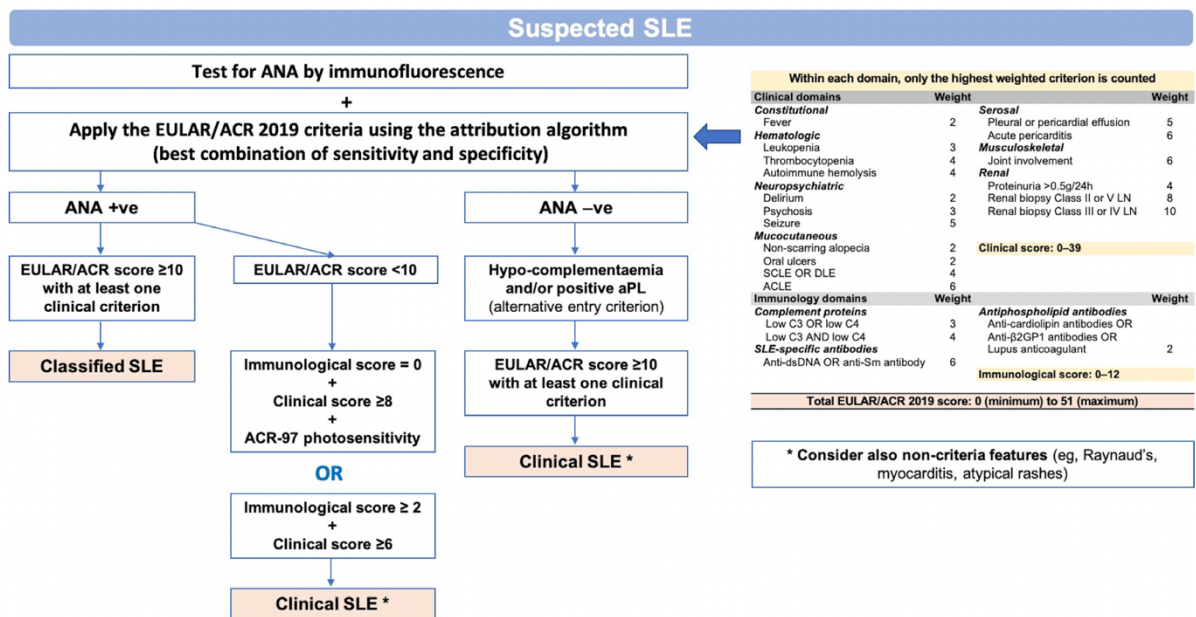 Suspected SLE
Test for ANA by immunofluorescence
+
Apply the EULAR/ACR 2019 criteria using the attribution algorithm
(best combination of sensitivity and specificity)
ANA +ve
EULAR/ACR score ≥10
with at least one
clinical criterion
Classified SLE
EULAR/ACR score <10
Immunological score = 0
+
Clinical score ≥8
+
ACR-97 photosensitivity
OR
Immunological score ≥ 2
+
Clinical score ≥6
Clinical SLE *
ANA –ve
Hypo-complementaemia
and/or positive aPL
(alternative entry criterion)
EULAR/ACR score ≥10
with at least one clinical
criterion
Clinical SLE *
Within each domain, only the highest weighted criterion is counted
Clinical domains Weight
Constitutional
Fever 2
Hematologic
Leukopenia 3
Thrombocytopenia 4
Autoimmune hemolysis 4
Neuropsychiatric
Delirium 2
Psychosis 3
Seizure 5
Mucocutaneous
Non-scarring alopecia 2
Oral ulcers 2
SCLE OR DLE 4
ACLE 6
Weight
Serosal
Pleural or pericardial effusion 5
Acute pericarditis 6
Musculoskeletal
Joint involvement 6
Renal
Proteinuria >0.5g/24h 4
Renal biopsy Class II or V LN 8
Renal biopsy Class III or IV LN 10
Clinical score: 0–39
Immunology domains Weight
Complement proteins
Low C3 OR low C4 3
Low C3 AND low C4 4
SLE-specific antibodies
Anti-dsDNA OR anti-Sm antibody 6
Weight
Antiphospholipid antibodies
Anti-cardiolipin antibodies OR
Anti-β2GP1 antibodies OR
Lupus anticoagulant 2
Immunological score: 0–12
Total EULAR/ACR 2019 score: 0 (minimum) to 51 (maximum)
* Consider also non-criteria features (eg, Raynaud's,
myocarditis, atypical rashes)